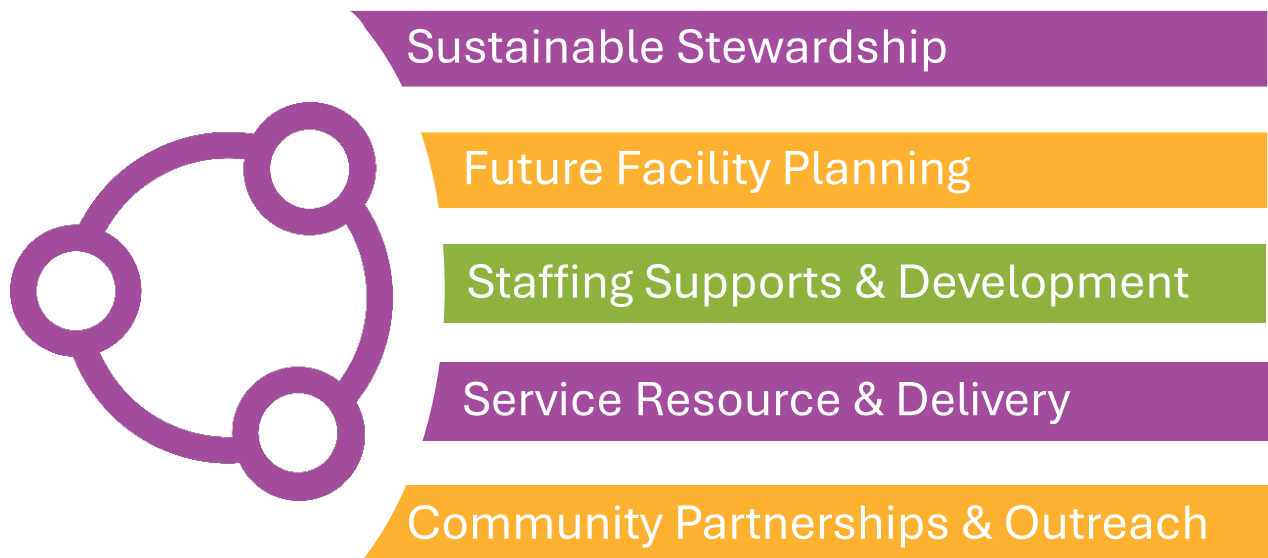 Sustainable Stewardship
Future Facility Planning
Staffing Supports & Development
Service Resource & Delivery
Community Partnerships & Outreach